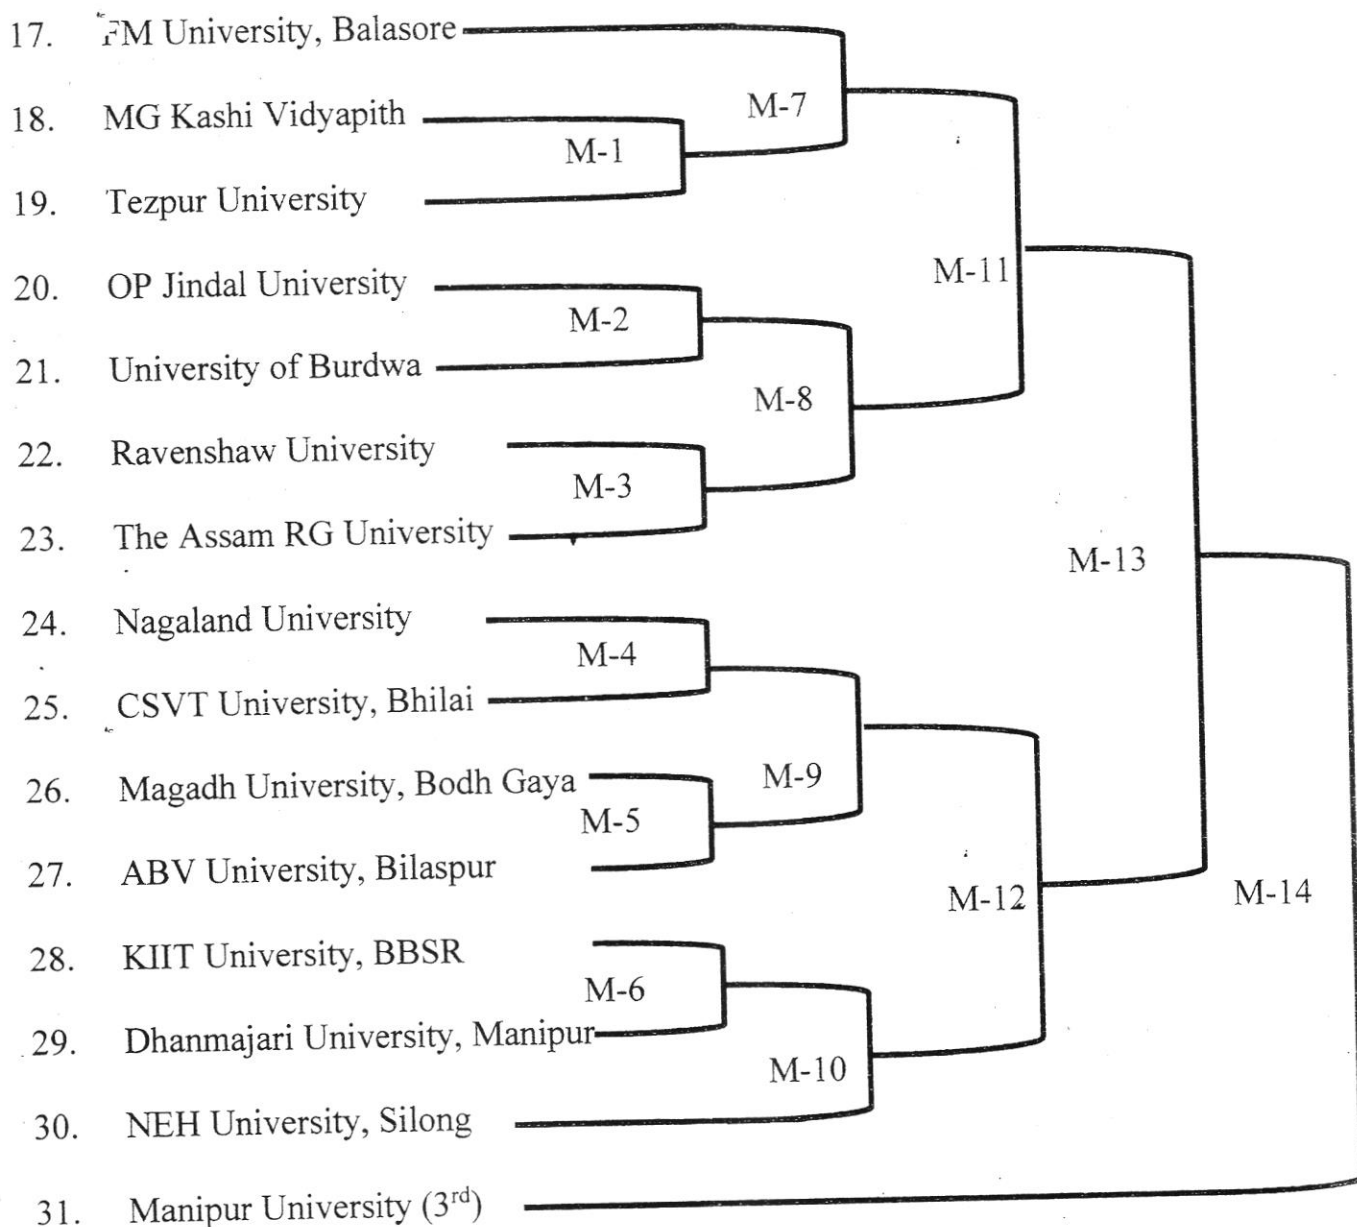 17. FM University, Balasore
M-7
18. MG Kashi Vidyapith
M-1
19. Tezpur University
20. OP Jindal University
M-11
M-2
21. University of Burdwa
M-8
22. Ravenshaw University
M-3
23. The Assam RG University
M-13
24. Nagaland University
M-4
25. CSVT University, Bhilai
26. Magadh University, Bodh Gaya
M-9
M-5
27. ABV University, Bilaspur
M-12
M-14
28. KIIT University, BBSR
M-6
29. Dhanmajari University, Manipur
M-10
30. NEH University, Silong
31. Manipur University (3rd)